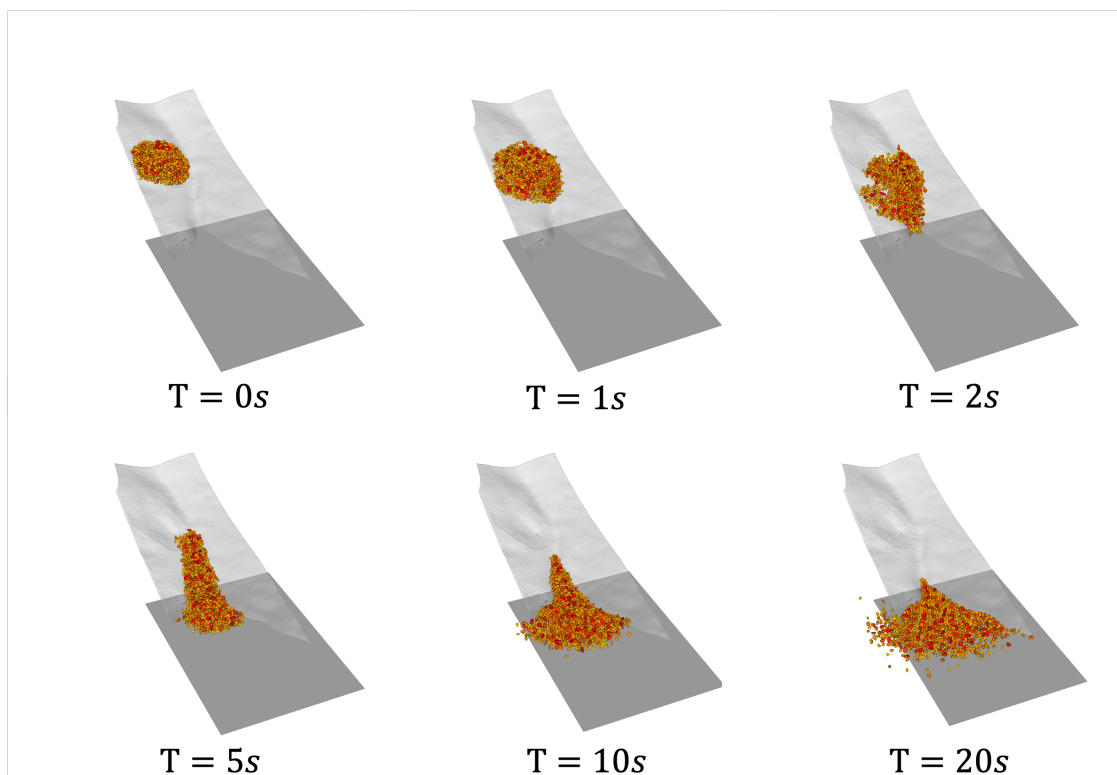 T = 0s
T = 1s
T = 2s
T = 5s
T = 10s
T = 20s